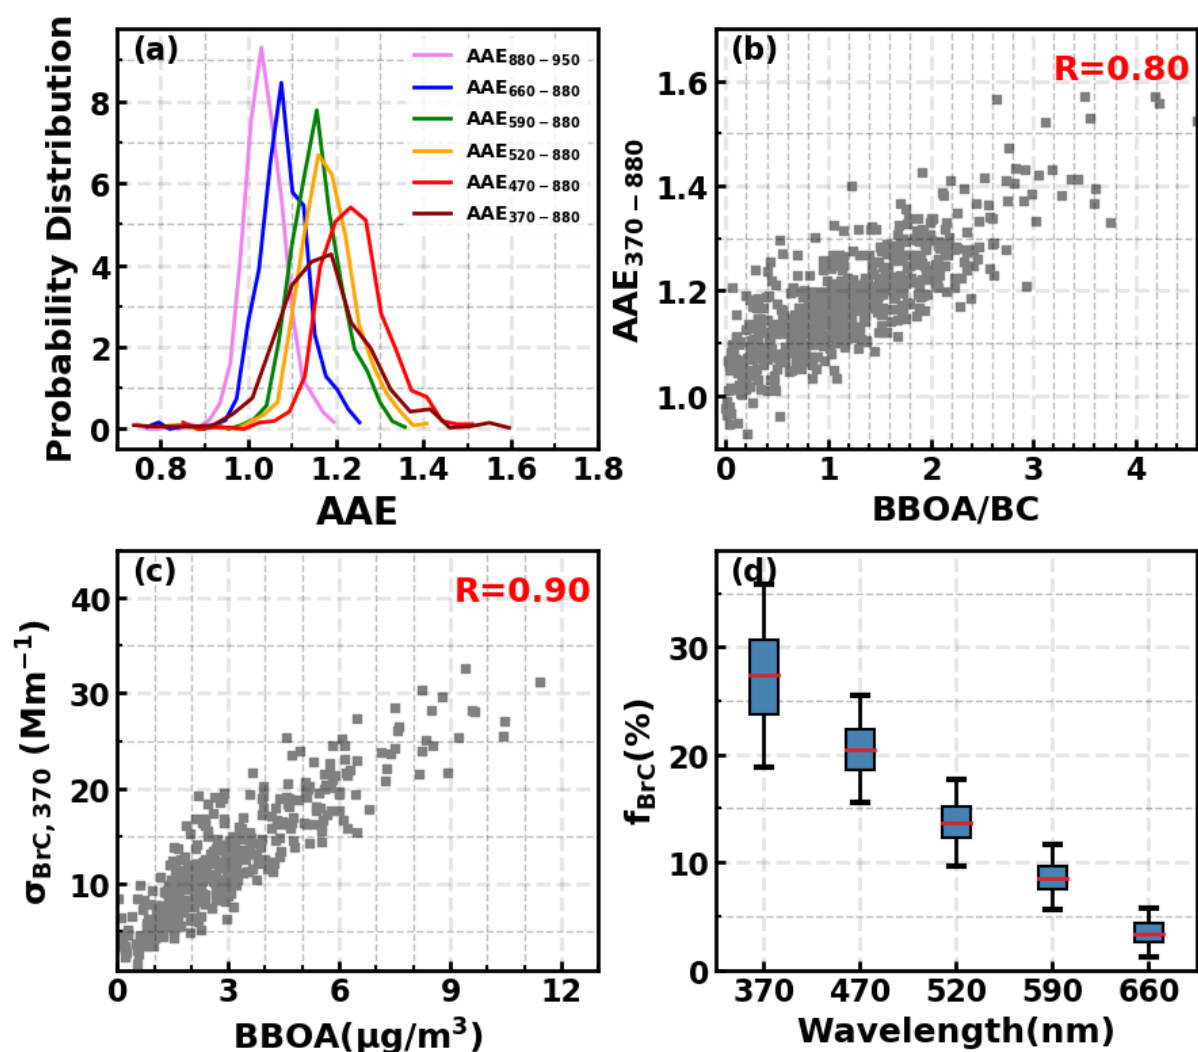 (a)
AAE880−950
AAE660−880
AAE590−880
AAE520−880
AAE470−880
AAE370−880
Probability Distribution
8
6
4
2
0
0.8 1.0 1.2 1.4 1.6 1.8
AAE
(b)
R=0.80
AAE370−880
1.6
1.4
1.2
1.0
0 1 2 3 4
BBOA/BC
(c)
R=0.90
σBrC, 370 (Mm−1)
40
30
20
10
0 3 6 9 12
BBOA(μg/m3)
(d)
fBrC(%)
30
20
10
0
370 470 520 590 660
Wavelength(nm)